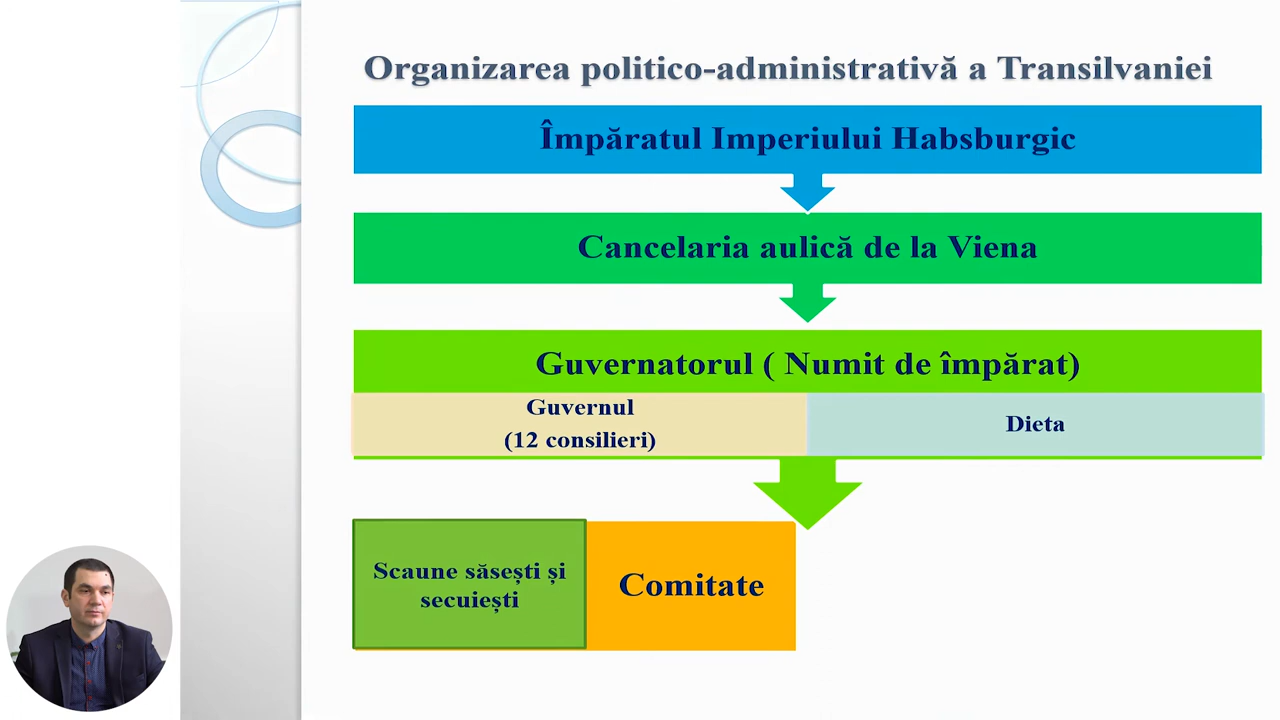 Organizarea politico-administrativă a Transilvaniei
Împăratul Imperiului Habsburgic
Cancelaria aulică de la Viena
Guvernatorul ( Numit de împărat)
Guvernul
(12 consilieri)
Dieta
Scaune săsești și
secuiești
Comitate